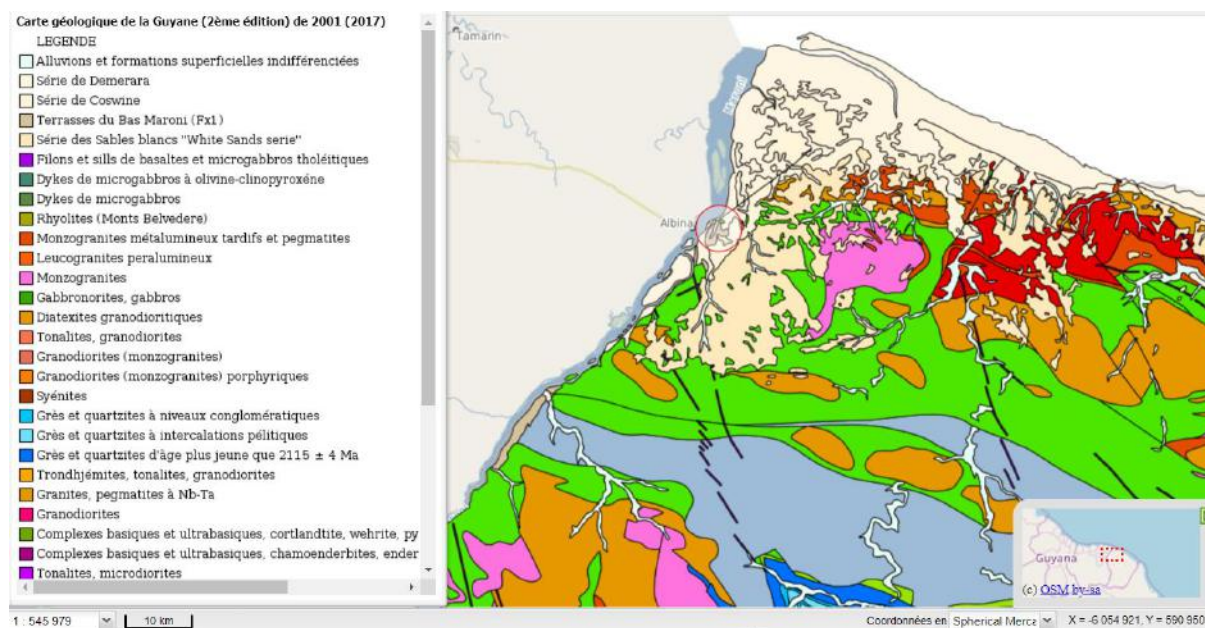 Carte géologique de la Guyane (2ème édition) de 2001 (2017)
LEGENDE
Alluvions et formations superficielles indifférenciées
Série de Demerara
Série de Coswine
Terrasses du Bas Maroni (Fx1)
Série des Sables blancs "White Sands serie"
Filons et sills de basaltes et microgabbros tholéitiques
Dykes de microgabbros à olivine-clinopyroxéne
Dykes de microgabbros
Rhyolites (Monts Belvedere)
Monzogranites métalumineux tardifs et pegmatites
Leucogranites peralumineux
Monzogranites
Gabbronorites, gabbros
Diatexites granodioritiques
Tonalites, granodiorites
Granodiorites (monzogranites)
Granodiorites (monzogranites) porphyriques
Syénites
Grès et quartzites à niveaux conglomératiques
Grès et quartzites à intercalations pélitiques
Grès et quartzites d'âge plus jeune que 2115 ± 4 Ma
Trondhjémites, tonalites, granodiorites
Granites, pegmatites à Nb-Ta
Granodiorites
Complexes basiques et ultrabasiques, cortlandtite, wehrite, py
Complexes basiques et ultrabasiques, chamoenderbites, ender
Tonalites, microdiorites
Tamarin
Albina
Guyana
(c) OSM by-sa
1 : 545 979
10 km
Coordonnées en Spherical Merca
X = -6 054 921, Y = 590 950